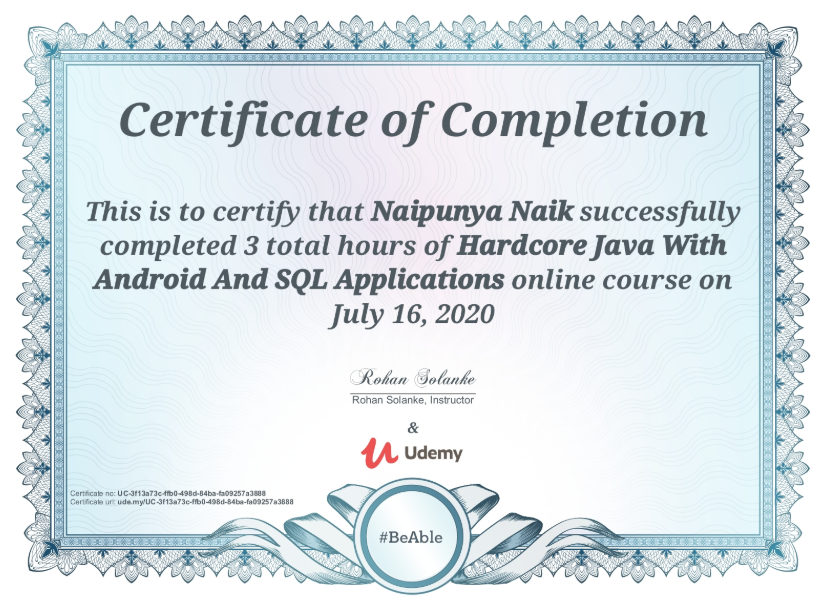 Certificate of Completion
This is to certify that Naipunya Naik successfully
completed 3 total hours of Hardcore Java With
Android And SQL Applications online course on
July 16, 2020
Rohan Solanke
Rohan Solanke, Instructor
&
Udemy
Certificate no: UC-3f13a73c-ffb0-498d-84ba-fa09257a3888
Certificate url: ude.my/UC-3f13a73c-ffb0-498d-84ba-fa09257a3888
#BeAble